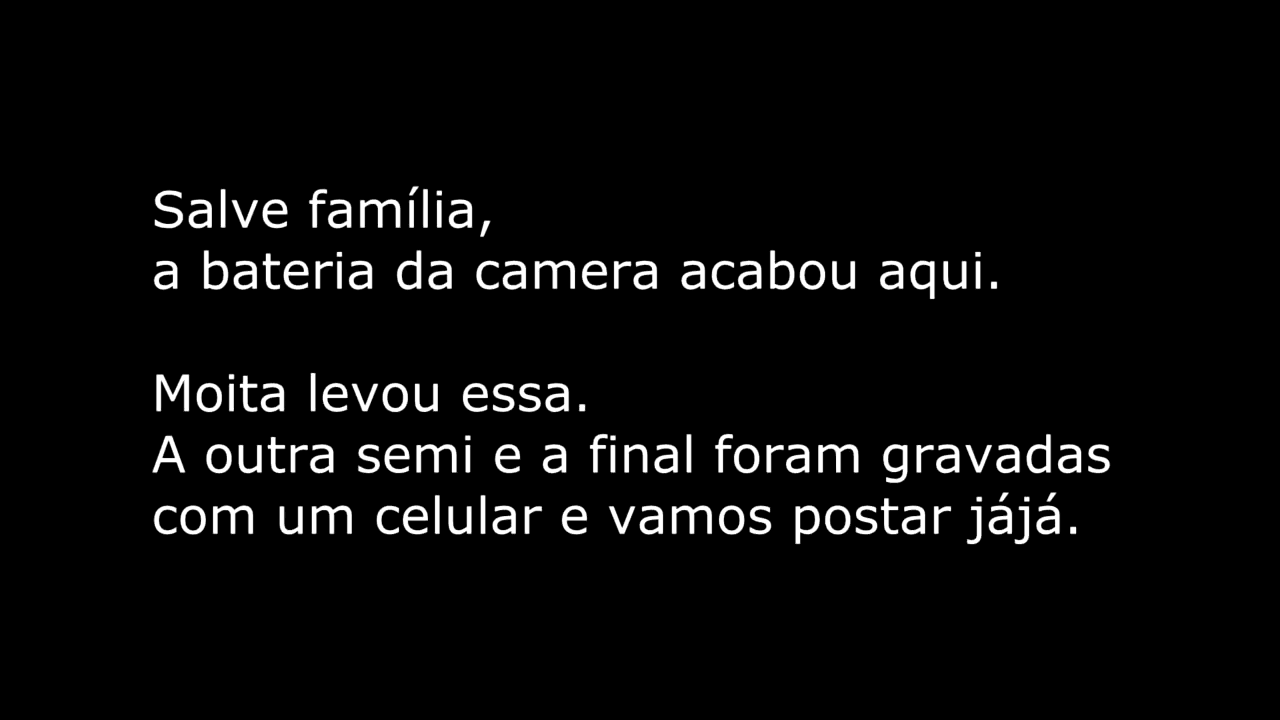 Salve família,
a bateria da camera acabou aqui.
Moita levou essa.
A outra semi e a final foram gravadas
com um celular e vamos postar jájá.